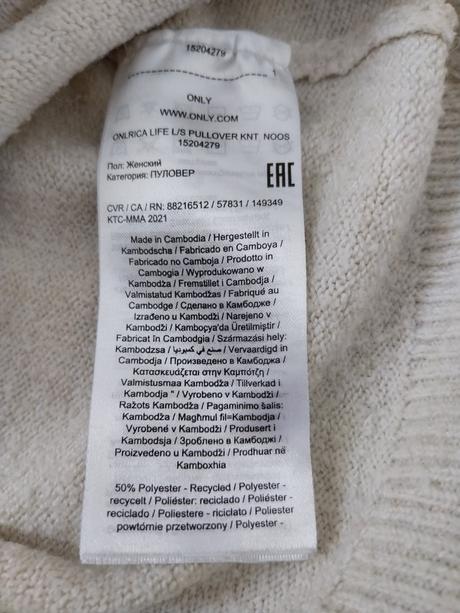 15204279
1
ONLY
WWW.ONLY.COM
ONLRICA LIFE L/S PULLOVER KNT NOOS
15204279
Пол: Женский
Категория: ПУЛОВЕР
EAC
CVR / CA / RN: 88216512 / 57831 / 149349
KTC-MMA 2021
Made in Cambodia / Hergestellt in
Kambodscha / Fabricado en Camboya /
Fabricado no Camboja / Prodotto in
Cambogia / Wyprodukowano w
Kambodża / Fremstillet i Cambodja /
Valmistatud Kambodžas / Fabriqué au
Cambodge / Сделано в Камбодже /
Izrađeno u Kambodži / Narejeno v
Kambodži / Kamboçya'da Üretilmiştir /
Fabricat în Cambodgia / Származási hely:
Kambodzsa / صنع في كمبوديا / Vervaardigd in
Cambodja / Произведено в Камбоджа /
Κατασκευάζεται στην Καμπότζη /
Valmistusmaa Kambodža / Tillverkad i
Kambodja " / Vyrobeno v Kambodži /
Ražots Kambodža / Pagaminimo šalis:
Kambodža / Magħmul fil=Kambodja /
Vyrobené v Kambodži / Produsert i
Kambodsja / Зроблено в Камбоджі /
Proizvedeno u Kambodži / Prodhuar në
Kamboxhia
50% Polyester - Recycled / Polyester -
recycelt / Poliéster: reciclado / Poliéster -
reciclado / Poliestere - riciclato / Poliester
powtórnie przetworzony / Polyester -